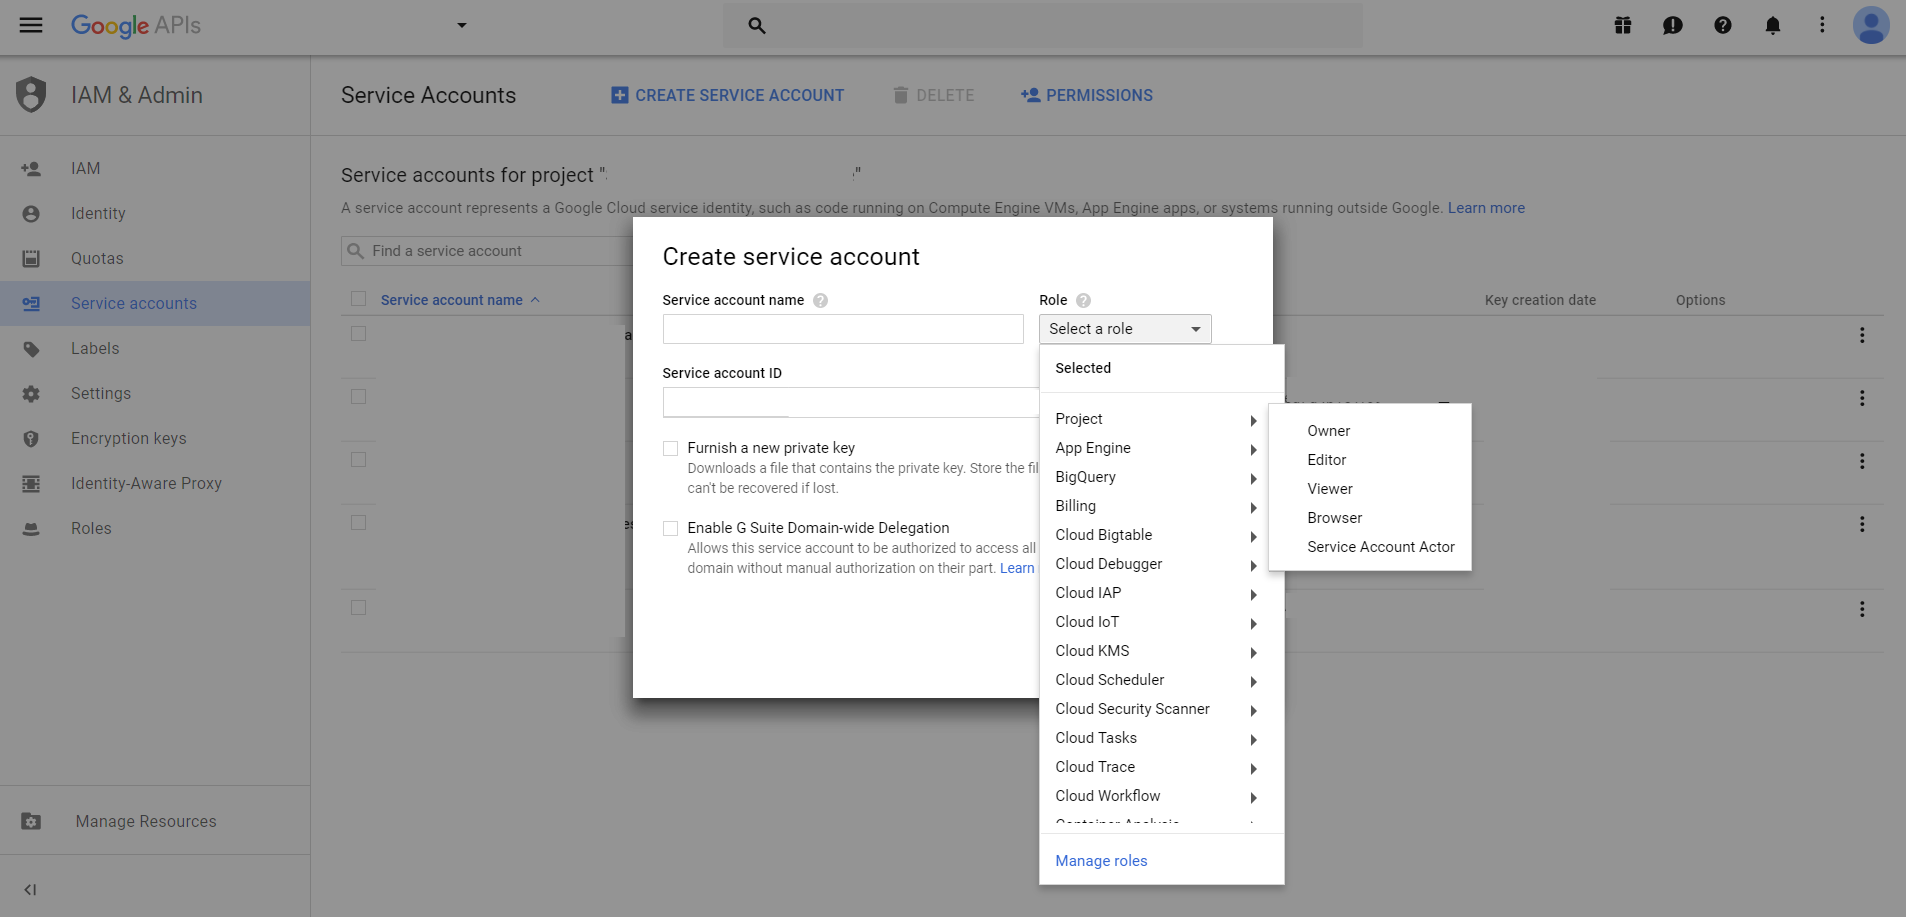 Google APIs
IAM & Admin
Service Accounts
CREATE SERVICE ACCOUNT
DELETE
PERMISSIONS
IAM
Identity
Quotas
Service accounts
Labels
Settings
Encryption keys
Identity-Aware Proxy
Roles
Manage Resources
Service accounts for project "
"
A service account represents a Google Cloud service identity, such as code running on Compute Engine VMs, App Engine apps, or systems running outside Google. Learn more
Find a service account
Service account name
Key creation date
Options
Create service account
Service account name
Role
Select a role
Service account ID
Furnish a new private key
Downloads a file that contains the private key. Store the
can't be recovered if lost.
Enable G Suite Domain-wide Delegation
Allows this service account to be authorized to access all
domain without manual authorization on their part. Learn
Selected
Project
App Engine
BigQuery
Billing
Cloud Bigtable
Cloud Debugger
Cloud IAP
Cloud IoT
Cloud KMS
Cloud Scheduler
Cloud Security Scanner
Cloud Tasks
Cloud Trace
Cloud Workflow
Container Analysis
Manage roles
Owner
Editor
Viewer
Browser
Service Account Actor